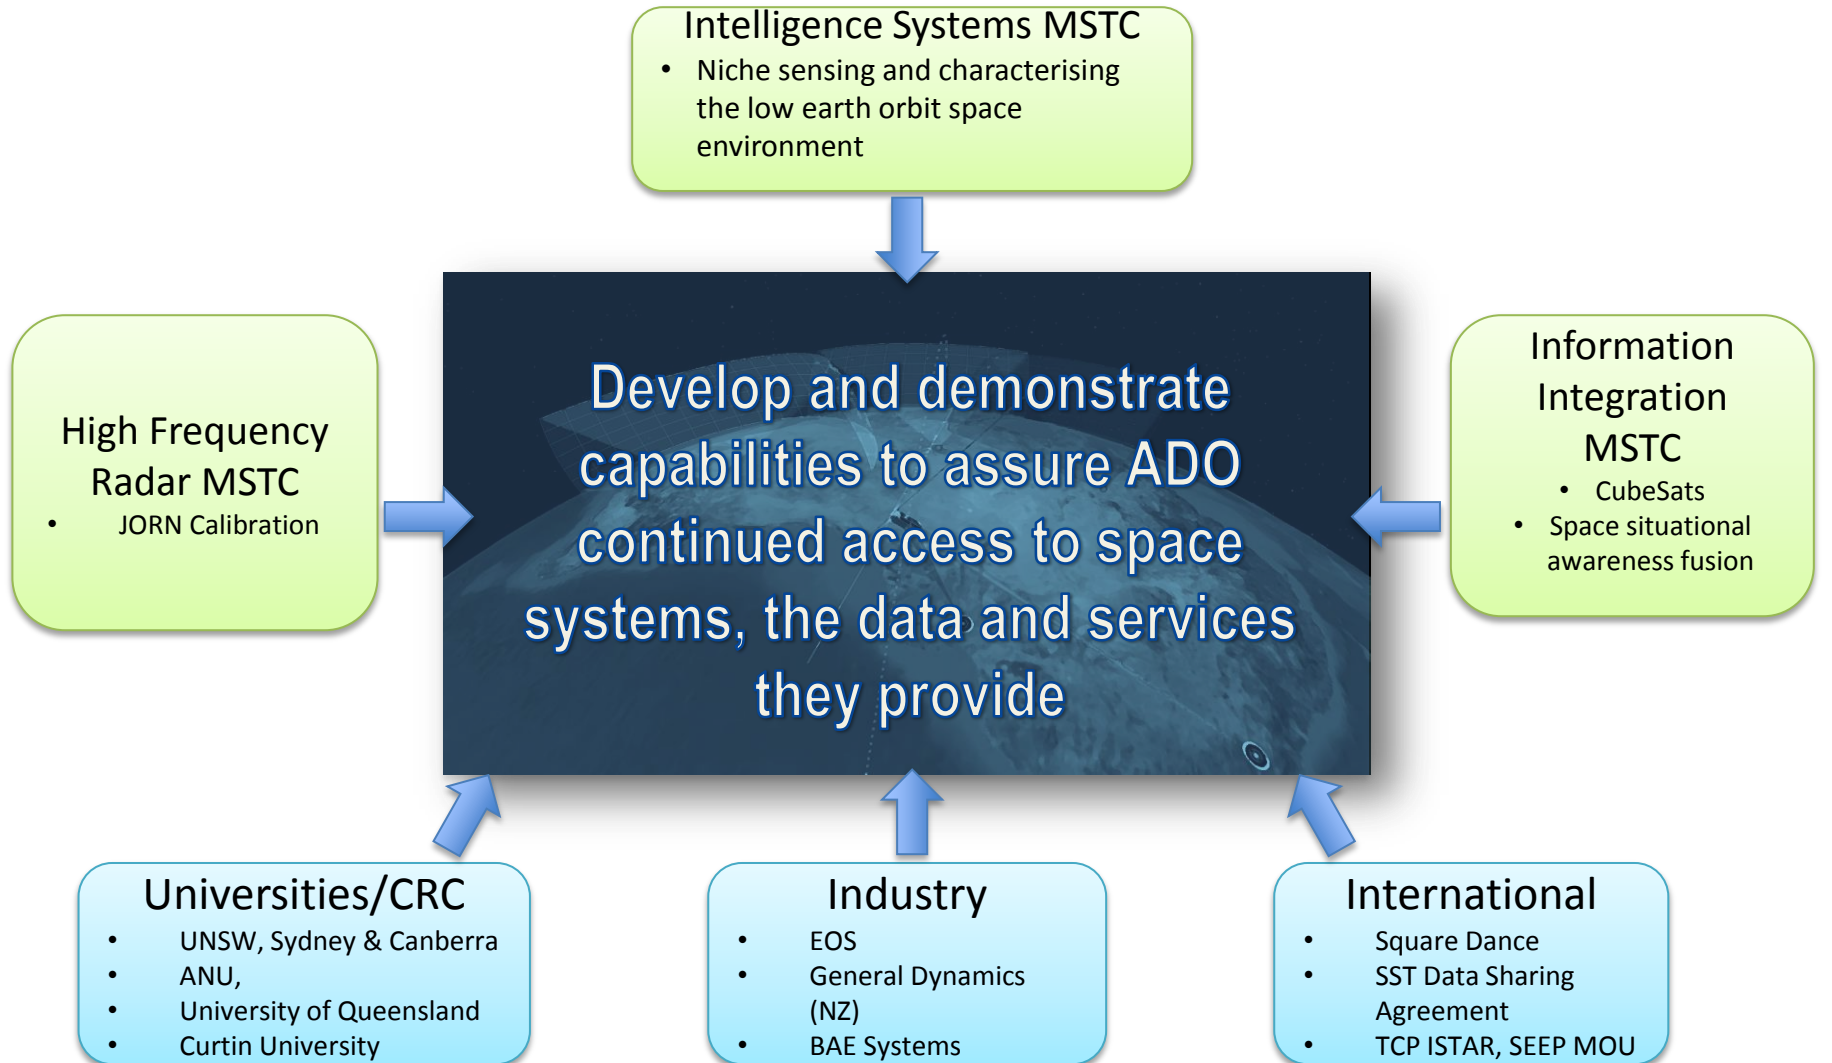 Intelligence Systems MSTC
• Niche sensing and characterising
the low earth orbit space
environment
High Frequency
Radar MSTC
• JORN Calibration
Develop and demonstrate
capabilities to assure ADO
continued access to space
systems, the data and services
they provide
Information
Integration
MSTC
• CubeSats
• Space situational
awareness fusion
Universities/CRC
• UNSW, Sydney & Canberra
• ANU,
• University of Queensland
• Curtin University
Industry
• EOS
• General Dynamics
(NZ)
• BAE Systems
International
• Square Dance
• SST Data Sharing
Agreement
• TCP ISTAR, SEEP MOU